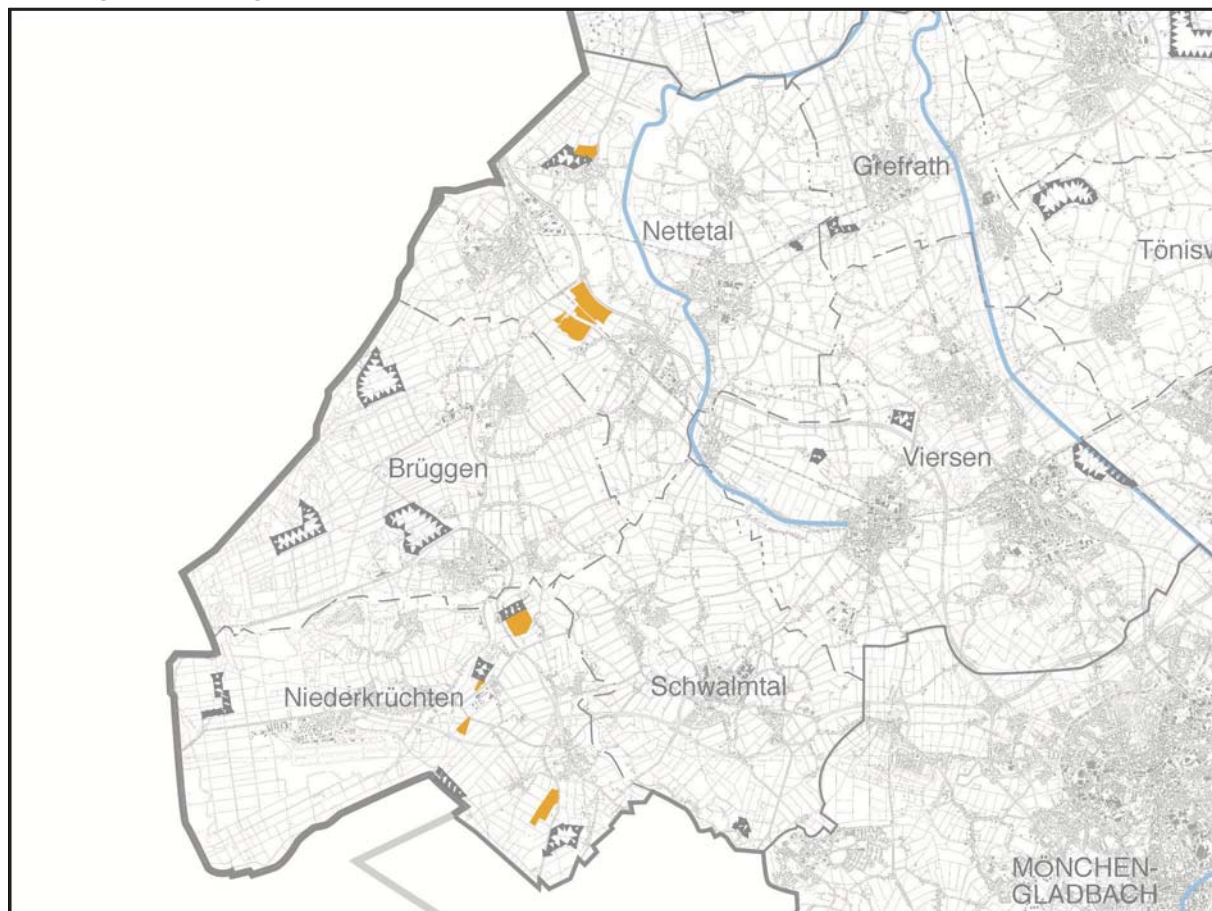 Grefrath
Nettetal
Tönisv
Brüggen
Viersen
Niederkrüchten
Schwalmtal
MÖNCHEN-
GLADBACH